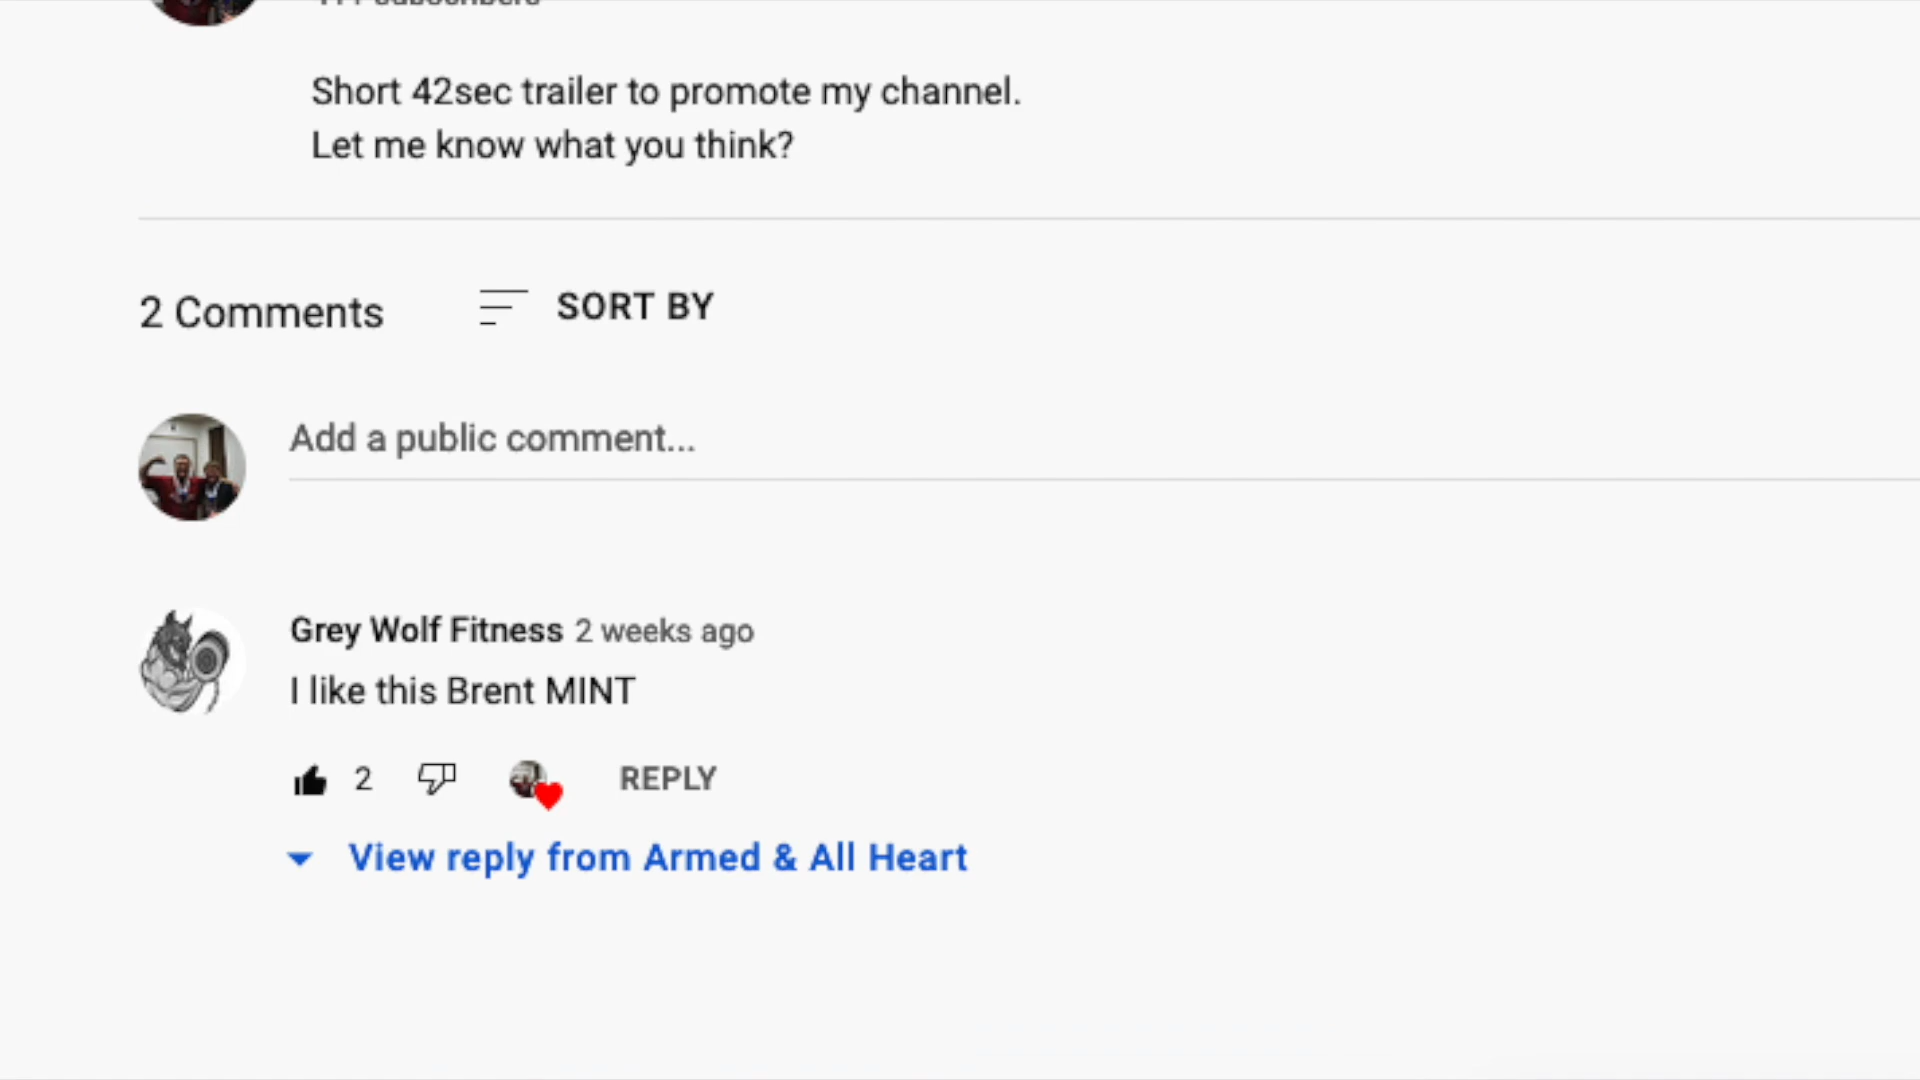 Short 42sec trailer to promote my channel.
Let me know what you think?
2 Comments SORT BY
Add a public comment...
Grey Wolf Fitness 2 weeks ago
I like this Brent MINT
2 REPLY
View reply from Armed & All Heart